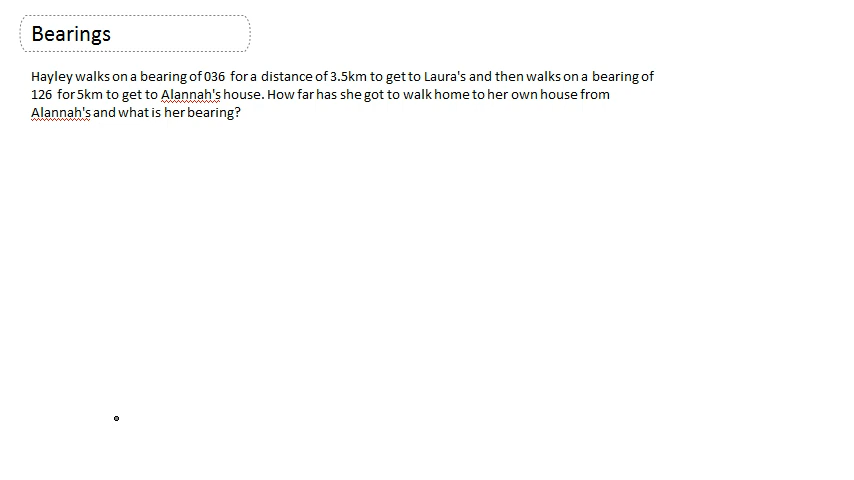 Bearings
Hayley walks on a bearing of 036 for a distance of 3.5km to get to Laura's and then walks on a bearing of
126 for 5km to get to Alannah's house. How far has she got to walk home to her own house from
Alannah's and what is her bearing?